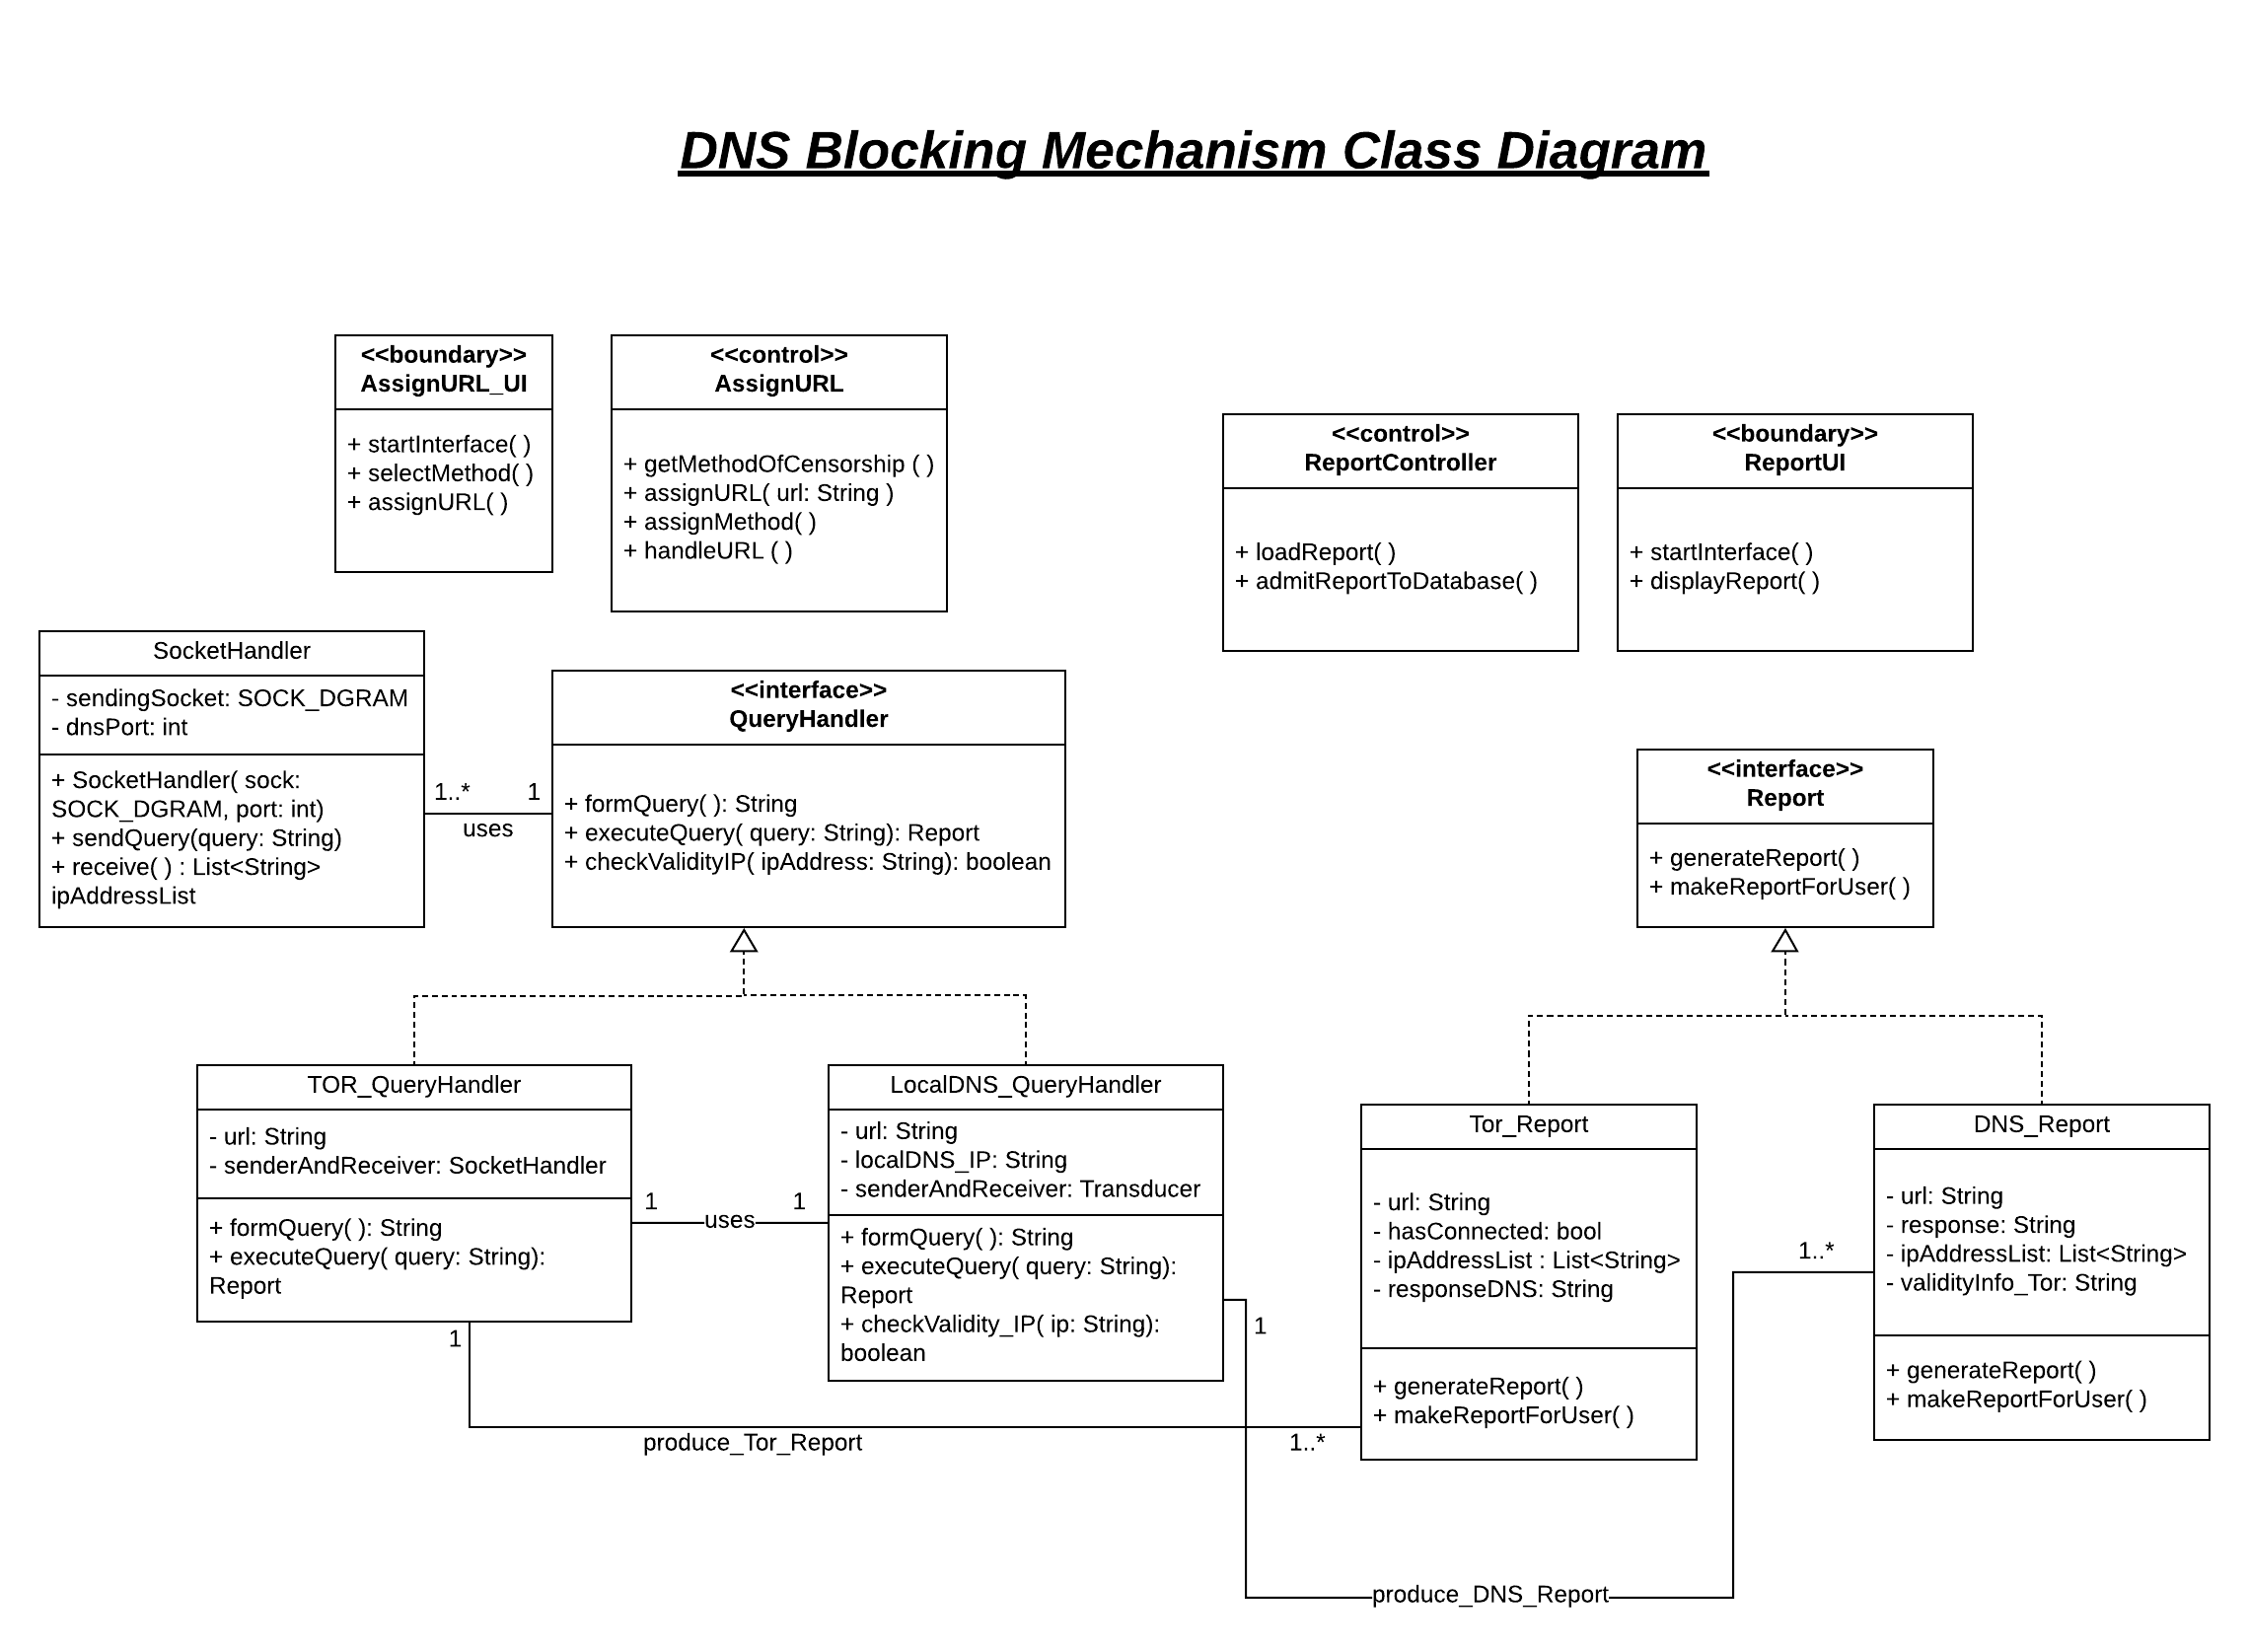 DNS Blocking Mechanism Class Diagram
<<boundary>>
AssignURL_UI
+ startInterface( )
+ selectMethod( )
+ assignURL( )
<<control>>
AssignURL
+ getMethodOfCensorship ( )
+ assignURL( url: String )
+ assignMethod( )
+ handleURL ( )
<<control>>
ReportController
+ loadReport( )
+ admitReportToDatabase( )
<<boundary>>
ReportUI
+ startInterface( )
+ displayReport( )
SocketHandler
- sendingSocket: SOCK_DGRAM
- dnsPort: int
+ SocketHandler( sock:
SOCK_DGRAM, port: int)
+ sendQuery(query: String)
+ receive( ) : List<String>
ipAddressList
1..*
1
uses
<<interface>>
QueryHandler
+ formQuery( ): String
+ executeQuery( query: String): Report
+ checkValidityIP( ipAddress: String): boolean
<<interface>>
Report
+ generateReport( )
+ makeReportForUser( )
TOR_QueryHandler
- url: String
- senderAndReceiver: SocketHandler
+ formQuery( ): String
+ executeQuery( query: String):
Report
1
uses
1
LocalDNS_QueryHandler
- url: String
- localDNS_IP: String
- senderAndReceiver: Transducer
+ formQuery( ): String
+ executeQuery( query: String):
Report
+ checkValidity_IP( ip: String):
boolean
Tor_Report
- url: String
- hasConnected: bool
- ipAddressList : List<String>
- responseDNS: String
+ generateReport( )
+ makeReportForUser( )
DNS_Report
- url: String
- response: String
- ipAddressList: List<String>
- validityInfo_Tor: String
+ generateReport( )
+ makeReportForUser( )
1
produce_Tor_Report
1..*
1
produce_DNS_Report
1..*